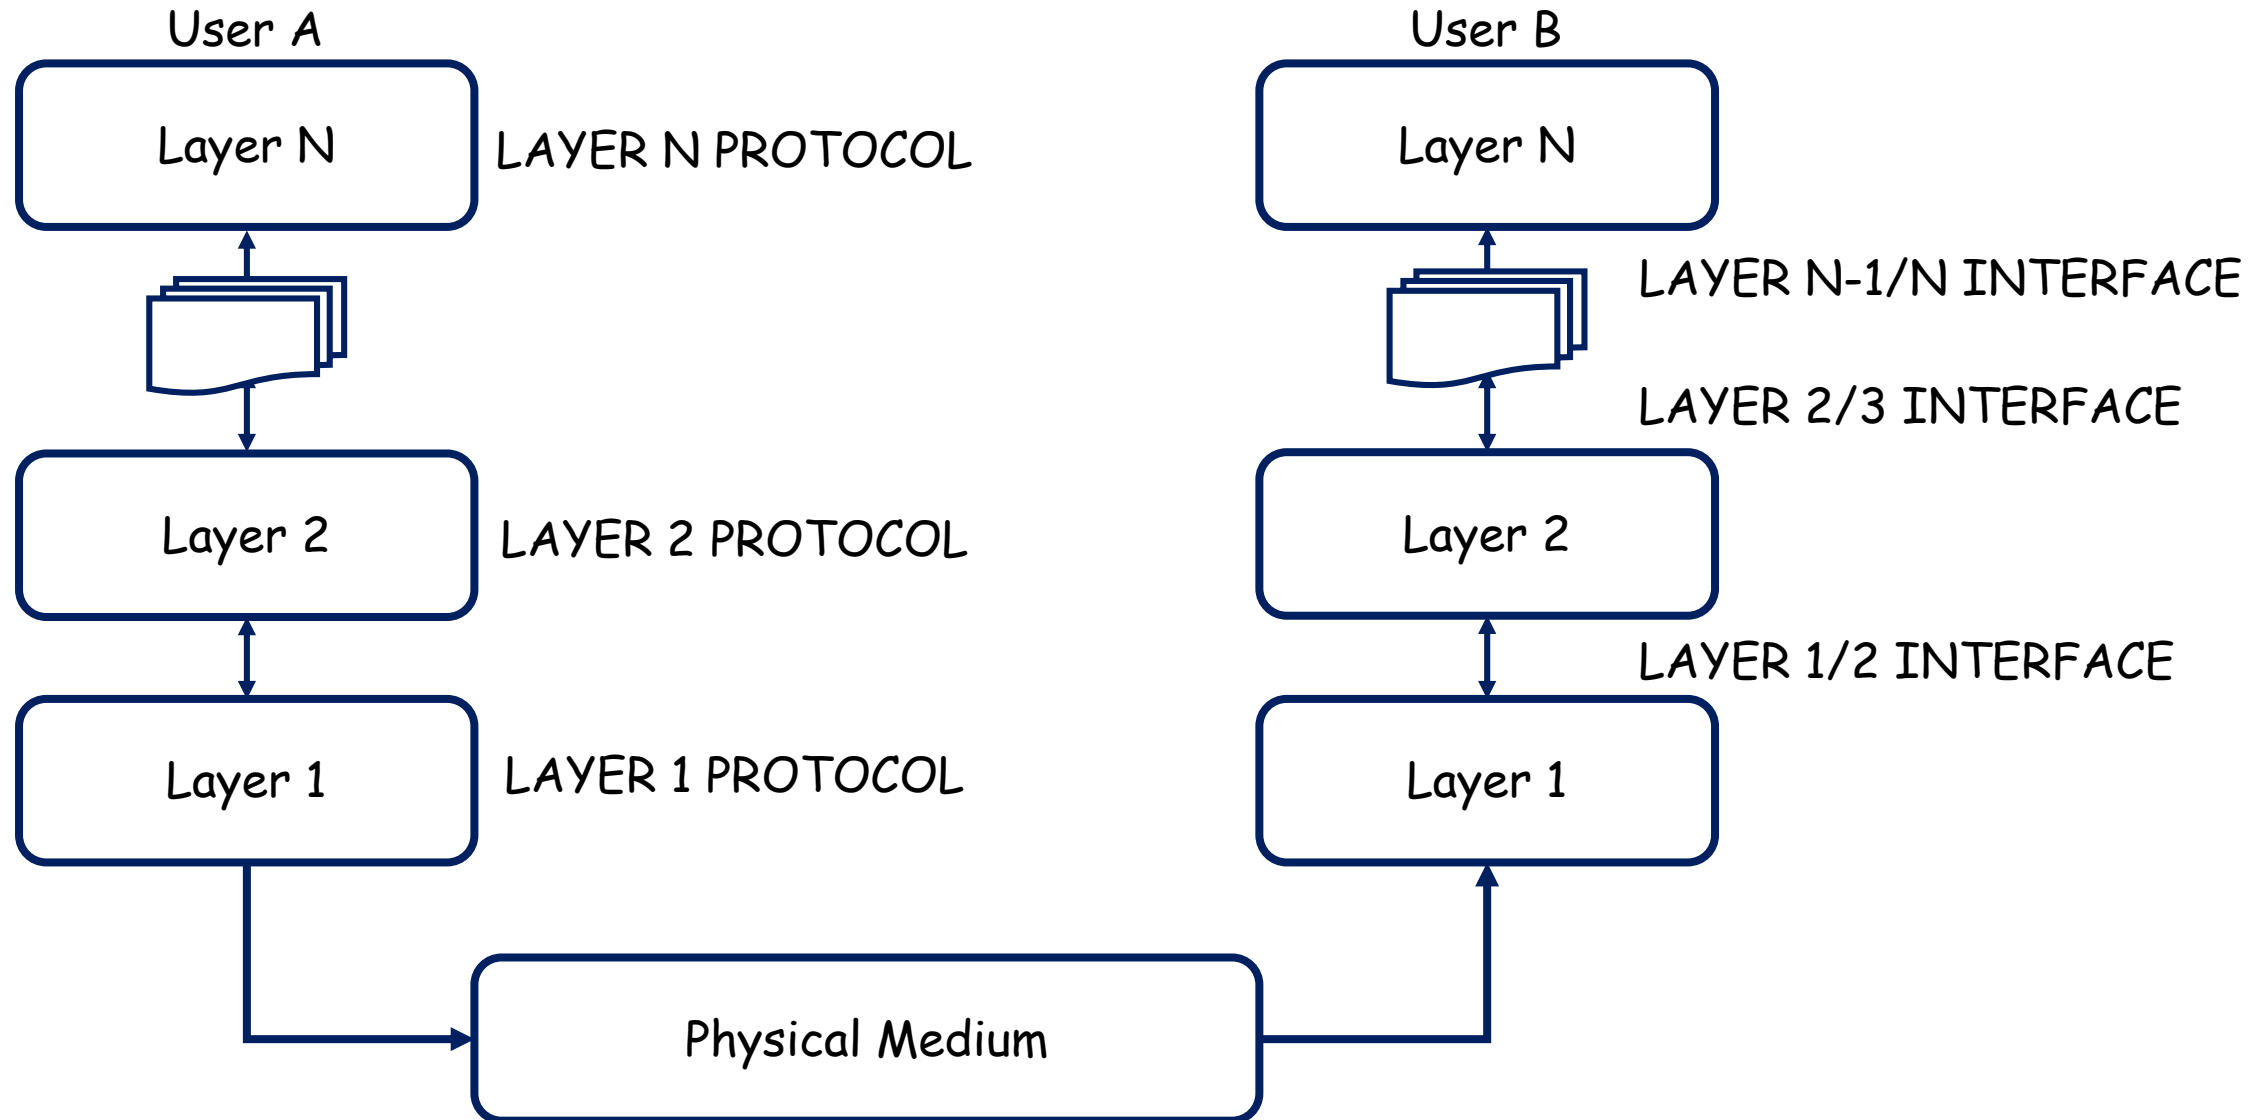 User A
User B
Layer N
LAYER N PROTOCOL
Layer N
LAYER N-1/N INTERFACE
LAYER 2/3 INTERFACE
Layer 2
LAYER 2 PROTOCOL
Layer 2
LAYER 1/2 INTERFACE
Layer 1
LAYER 1 PROTOCOL
Layer 1
Physical Medium